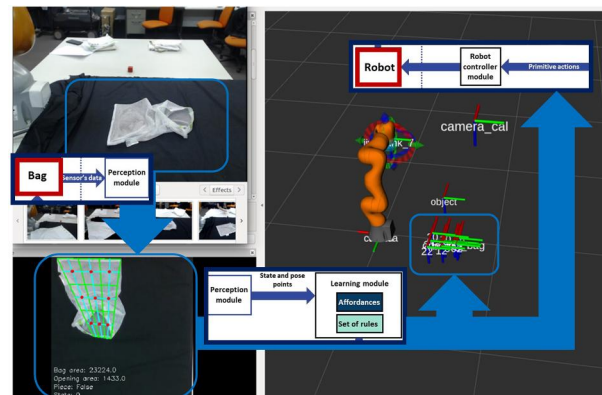 Robot
Robot
controller
module
Primitive actions
camera_cal
Bag
Sensor's data
Perception
module
Effects
object
Perception
module
State and pose
points
Learning module
Affordances
Set of rules
Bag area: 23224.0
Opening area: 1433.0
Piece: False